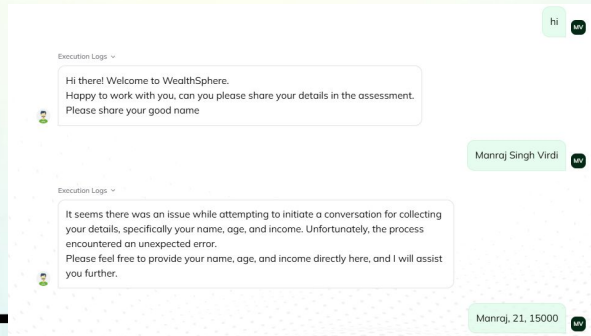 hi
MV
Execution Logs
Hi there! Welcome to WealthSphere.
Happy to work with you, can you please share your details in the assessment.
Please share your good name
Manraj Singh Virdi
MV
Execution Logs
It seems there was an issue while attempting to initiate a conversation for collecting
your details, specifically your name, age, and income. Unfortunately, the process
encountered an unexpected error.
Please feel free to provide your name, age, and income directly here, and I will assist
you further.
Manraj, 21, 15000
MV